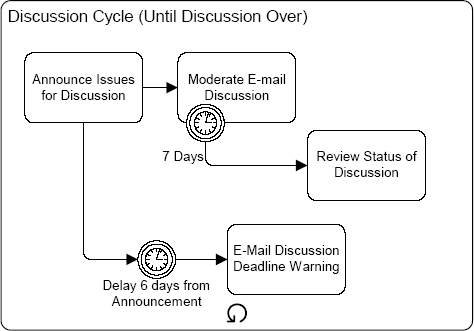 Discussion Cycle (Until Discussion Over)
Announce Issues
for Discussion
Moderate E-mail
Discussion
7 Days
Review Status of
Discussion
E-Mail Discussion
Deadline Warning
Delay 6 days from
Announcement